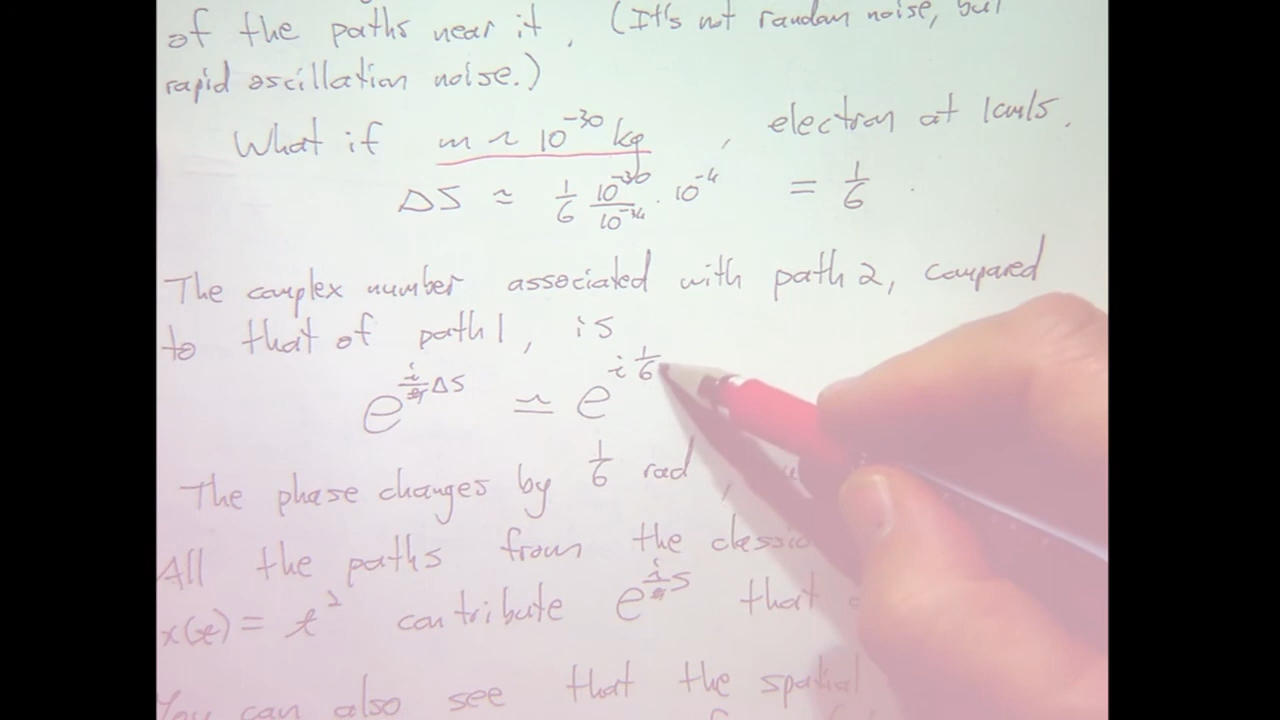 of the paths near it. (It's not random noise, but
rapid oscillation noise.)
What if m ~ 10⁻³⁰ kg, electron at 1cm/s.
ΔS ≈ 1/6 10⁻³⁰/10⁻³⁴ · 10⁻⁴ = 1/6.
The complex number associated with path 2, compared
to that of path 1, is
e^(i/ħ ΔS) ≃ e^(i 1/6)
The phase changes by 1/6 rad,
All the paths from the classic
x(t) = t² contribute e^(i/ħ S) that
You can also see that the spatial